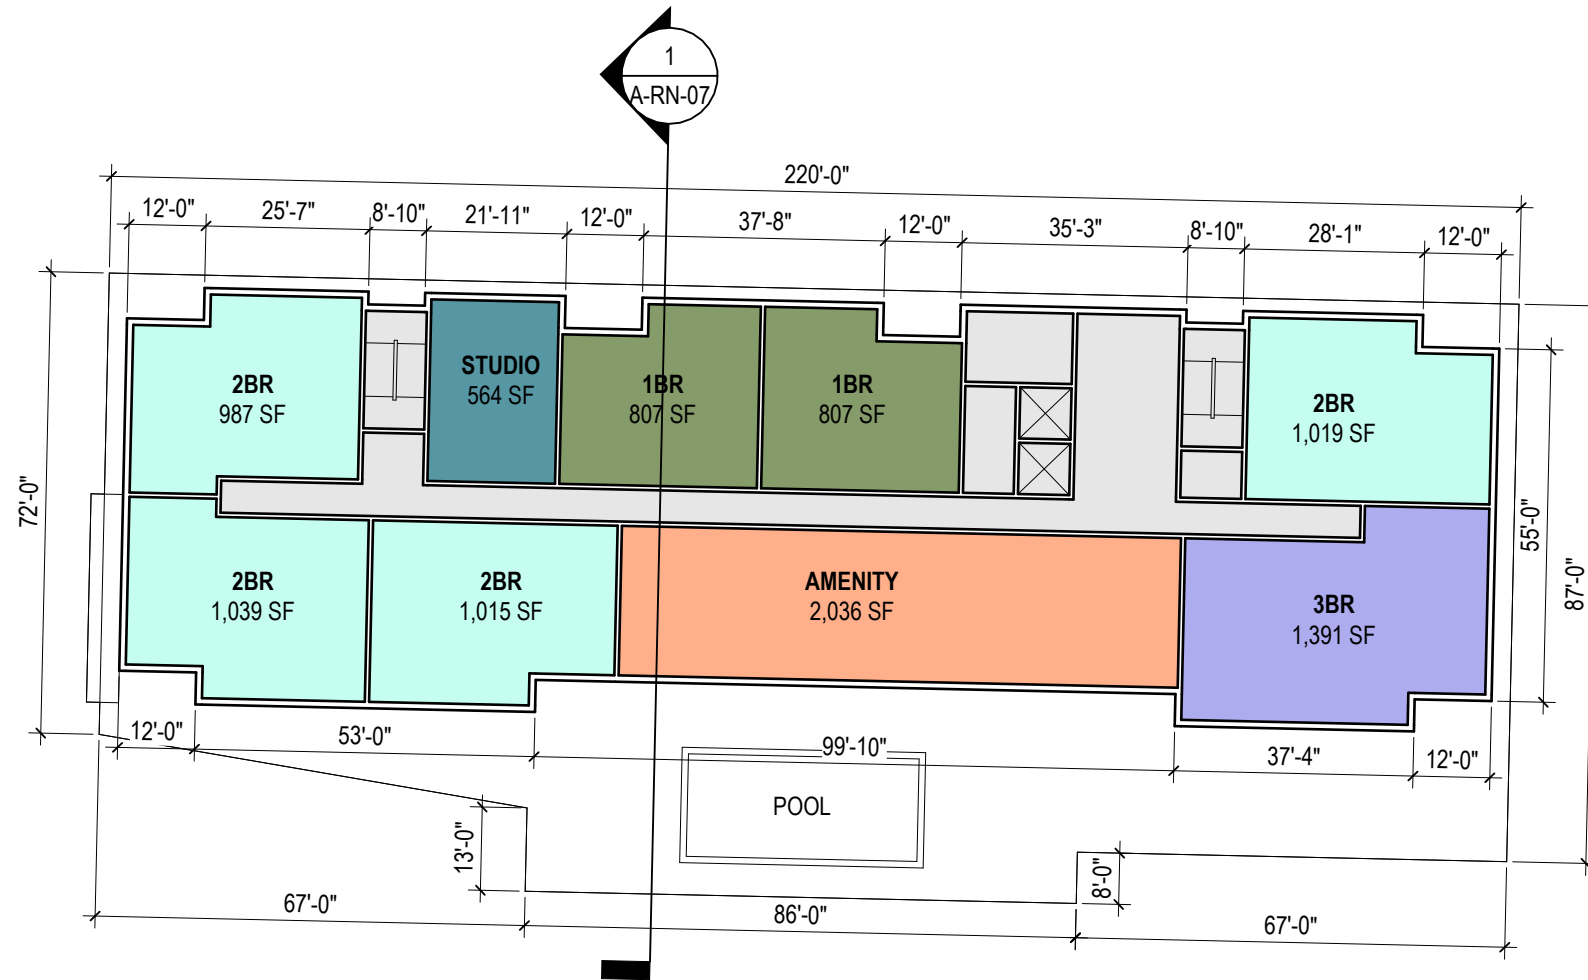 1
A-RN-07
220'-0"
12'-0"
25'-7"
8'-10"
21'-11"
12'-0"
37'-8"
12'-0"
35'-3"
8'-10"
28'-1"
12'-0"
2BR
987 SF
STUDIO
564 SF
1BR
807 SF
1BR
807 SF
2BR
1,019 SF
72'-0"
55'-0"
87'-0"
2BR
1,039 SF
2BR
1,015 SF
AMENITY
2,036 SF
3BR
1,391 SF
12'-0"
53'-0"
99'-10"
37'-4"
12'-0"
POOL
13'-0"
8'-0"
67'-0"
86'-0"
67'-0"